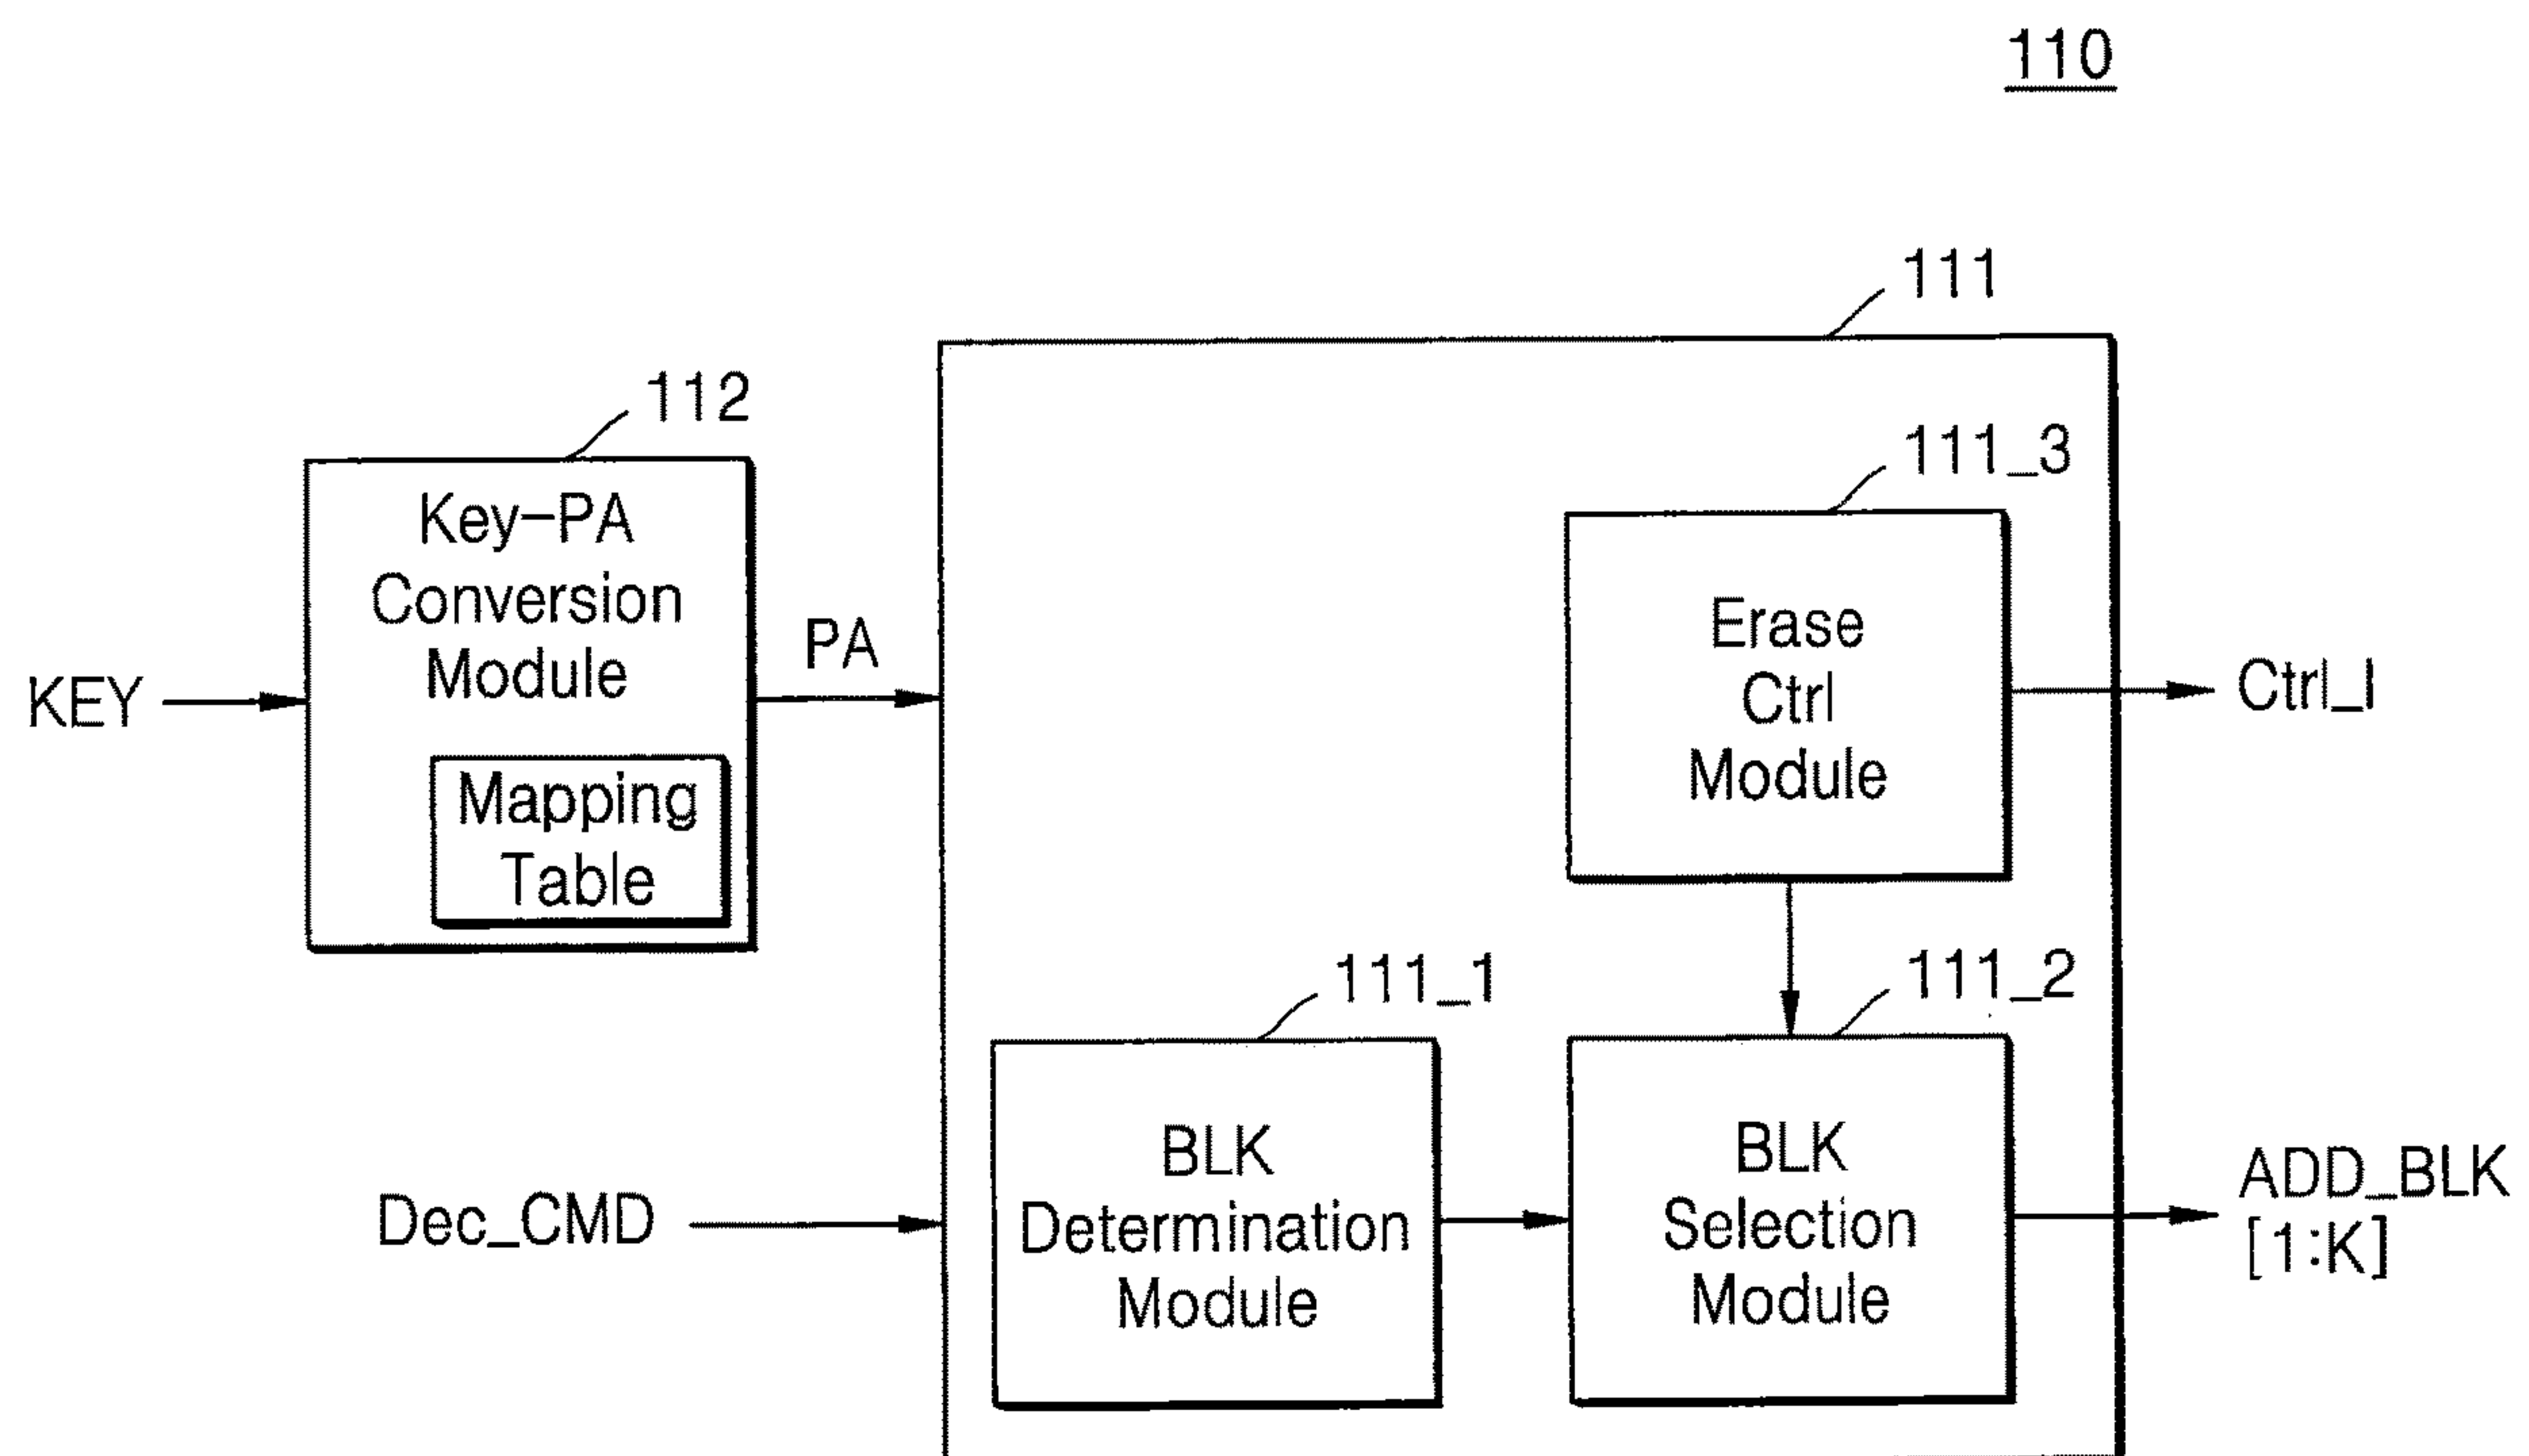 110
111
112
111_3
Key-PA
Conversion
Module
Mapping
Table
KEY
PA
Erase
Ctrl
Module
Ctrl_I
111_1
111_2
Dec_CMD
BLK
Determination
Module
BLK
Selection
Module
ADD_BLK
[1:K]